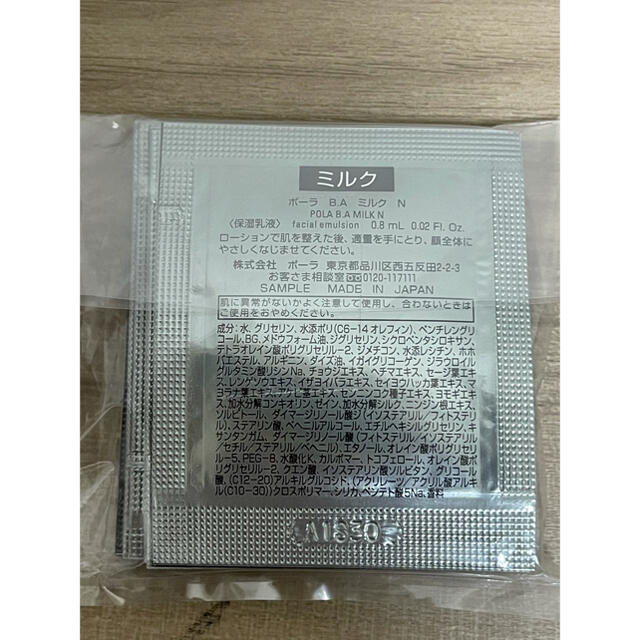 ミルク
ポーラ B.A ミルク N
POLA B.A MILK N
〈保湿乳液〉 facial emulsion 0.8 mL 0.02 Fl. Oz.
ローションで肌を整えた後、適量を手にとり、顔全体に
やさしくなじませてください。
株式会社 ポーラ 東京都品川区西五反田2-2-3
お客さま相談室 0120-117111
SAMPLE MADE IN JAPAN
肌に異常がないかよく注意して使用し、合わないときは
ご使用をおやめください。
成分：水、グリセリン、水添ポリ(C6-14 オレフィン)、ペンチレングリ
コール、BG、メドウフォーム油、ジグリセリン、シクロペンタシロキサン、
テトラオレイン酸ポリグリセリル-2、ジメチコン、水添レシチン、ホホ
バエステル、アルギニン、ダイズ油、イガイグリコーゲン、ジラウロイル
グルタミン酸リシンNa、チョウジエキス、ヘチマエキス、セージ葉エキ
ス、レンゲソウエキス、イザヨイバラエキス、セイヨウハッカ葉エキス、マ
ヨラナ葉エキス、アケビ茎エキス、センニンコク種子エキス、ヨモギエキ
ス、加水分解コンキオリン、ゼイン、加水分解シルク、ニンジン根エキス、
ソルビトール、ダイマージリノール酸ジ(イソステアリル/フィトステ
リル)、ステアリン酸、ベヘニルアルコール、エチルヘキシルグリセリン、キ
サンタンガム、ダイマージリノール酸(フィトステリル/イソステアリ
ル/セチル/ステアリル/ベヘニル)、エタノール、オレイン酸ポリグリセリ
ル-5、PEG-8、水酸化K、カルボマー、トコフェロール、オレイン酸ポ
リグリセリル-2、クエン酸、イソステアリン酸ソルビタン、グリコール
酸、(C12-20)アルキルグルコシド、(アクリレーツ/アクリル酸アルキ
ル(C10-30))クロスポリマー、シリカ、ペンテト酸5Na、香料